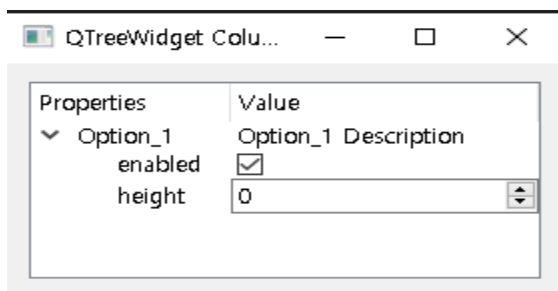 QTreeWidget Colu...
Properties Value
Option_1 Option_1 Description
enabled
height 0